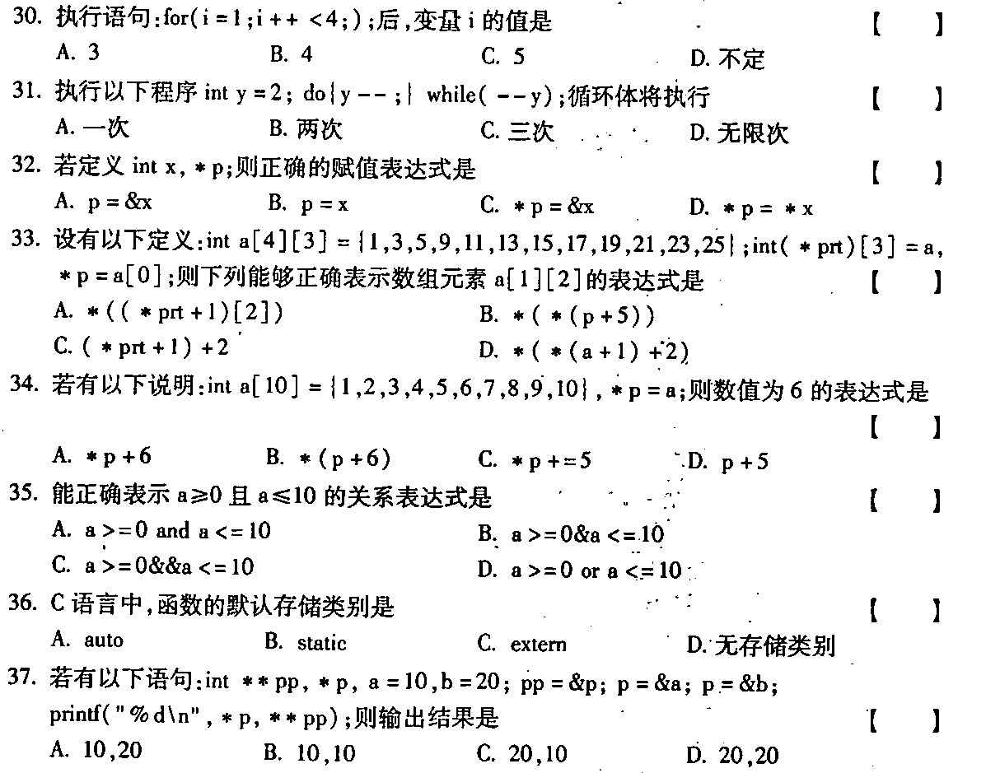 30. 执行语句:for(i=1;i++<4;);后,变量i的值是 【 】
A. 3 B. 4 C. 5 D. 不定
31. 执行以下程序 int y=2; do{y--;} while(--y);循环体将执行 【 】
A. 一次 B. 两次 C. 三次 D. 无限次
32. 若定义 int x, *p;则正确的赋值表达式是 【 】
A. p=&x B. p=x C. *p=&x D. *p=*x
33. 设有以下定义:int a[4][3]={1,3,5,9,11,13,15,17,19,21,23,25};int(*prt)[3]=a,
*p=a[0];则下列能够正确表示数组元素a[1][2]的表达式是 【 】
A. *((*prt+1)[2]) B. *(*(p+5))
C. (*prt+1)+2 D. *(*(a+1)+2)
34. 若有以下说明:int a[10]={1,2,3,4,5,6,7,8,9,10}, *p=a;则数值为6的表达式是
【 】
A. *p+6 B. *(p+6) C. *p+=5 D. p+5
35. 能正确表示 a≥0 且 a≤10 的关系表达式是 【 】
A. a>=0 and a<=10 B. a>=0&a<=10
C. a>=0&&a<=10 D. a>=0 or a<=10
36. C语言中,函数的默认存储类别是 【 】
A. auto B. static C. extern D. 无存储类别
37. 若有以下语句:int **pp, *p, a=10,b=20; pp=&p; p=&a; p=&b;
printf("%d\n", *p, **pp);则输出结果是 【 】
A. 10,20 B. 10,10 C. 20,10 D. 20,20